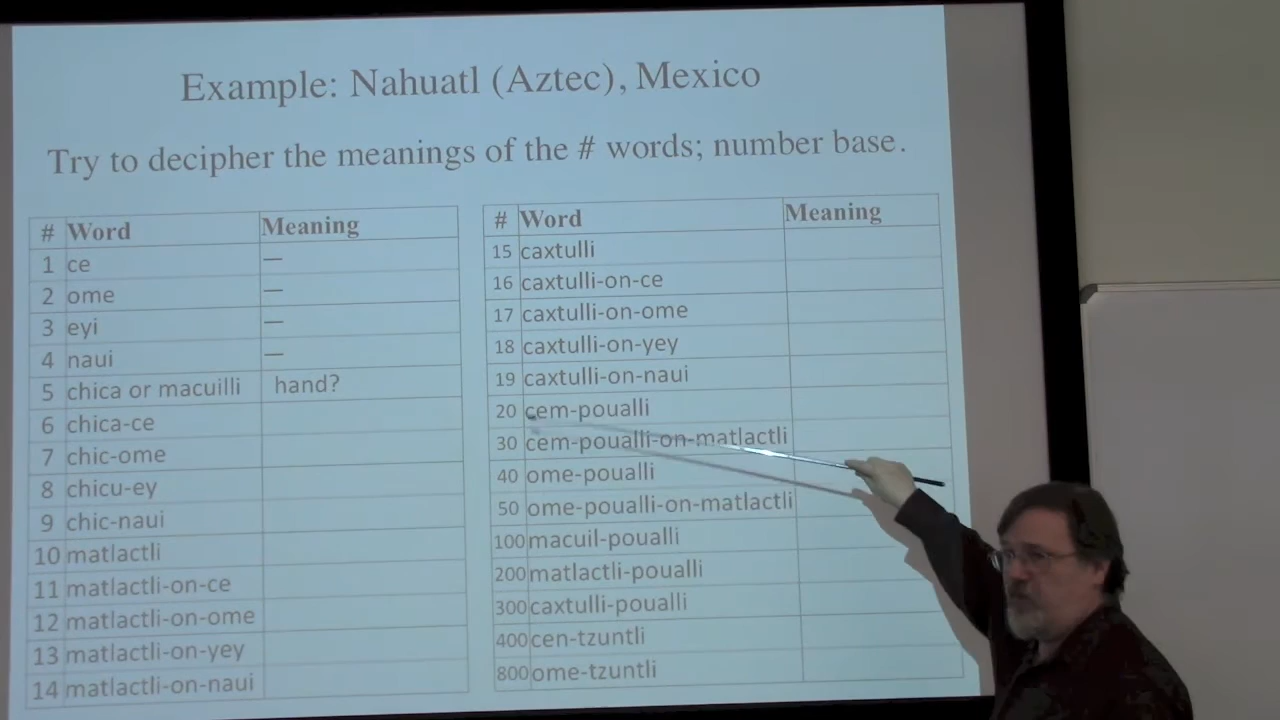 Example: Nahuatl (Aztec), Mexico
Try to decipher the meanings of the # words; number base.
# Word Meaning
1 ce —
2 ome —
3 eyi —
4 naui —
5 chica or macuilli hand?
6 chica-ce
7 chic-ome
8 chicu-ey
9 chic-naui
10 matlactli
11 matlactli-on-ce
12 matlactli-on-ome
13 matlactli-on-yey
14 matlactli-on-naui
# Word Meaning
15 caxtulli
16 caxtulli-on-ce
17 caxtulli-on-ome
18 caxtulli-on-yey
19 caxtulli-on-naui
20 cem-poualli
30 cem-poualli-on-matlactli
40 ome-poualli
50 ome-poualli-on-matlactli
100 macuil-poualli
200 matlactli-poualli
300 caxtulli-poualli
400 cen-tzuntli
800 ome-tzuntli